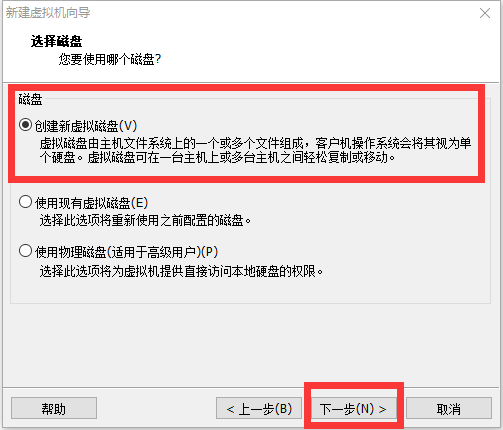 新建虚拟机向导
选择磁盘
您要使用哪个磁盘?
磁盘
创建新虚拟磁盘(V)
虚拟磁盘由主机文件系统上的一个或多个文件组成，客户机操作系统会将其视为单
个硬盘。虚拟磁盘可在一台主机上或多台主机之间轻松复制或移动。
使用现有虚拟磁盘(E)
选择此选项将重新使用之前配置的磁盘。
使用物理磁盘(适用于高级用户)(P)
选择此选项将为虚拟机提供直接访问本地硬盘的权限。
帮助
< 上一步(B)
下一步(N) >
取消